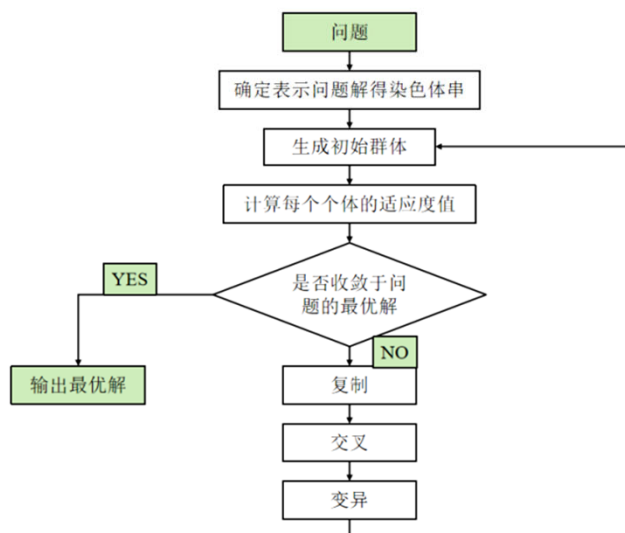 问题
确定表示问题解得染色体串
生成初始群体
计算每个个体的适应度值
YES
是否收敛于问
题的最优解
NO
输出最优解
复制
交叉
变异